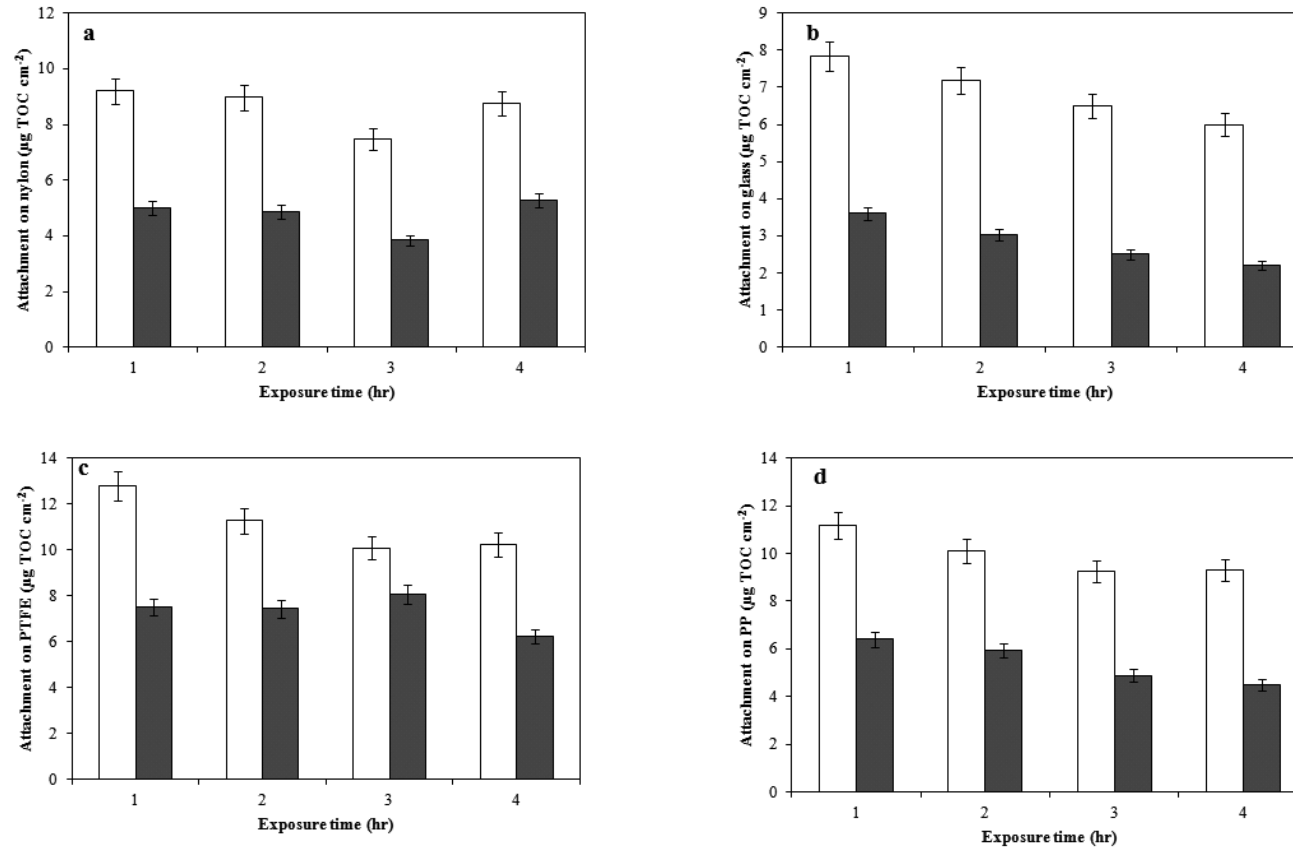 a
Attachment on nylon (µg TOC cm-2)
12
10
8
6
4
2
0
1 2 3 4
Exposure time (hr)
b
Attachment on glass (µg TOC cm-2)
9
8
7
6
5
4
3
2
1
0
1 2 3 4
Exposure time (hr)
c
Attachment on PTFE (µg TOC cm-2)
14
12
10
8
6
4
2
0
1 2 3 4
Exposure time (hr)
d
Attachment on PP (µg TOC cm-2)
14
12
10
8
6
4
2
0
1 2 3 4
Exposure time (hr)